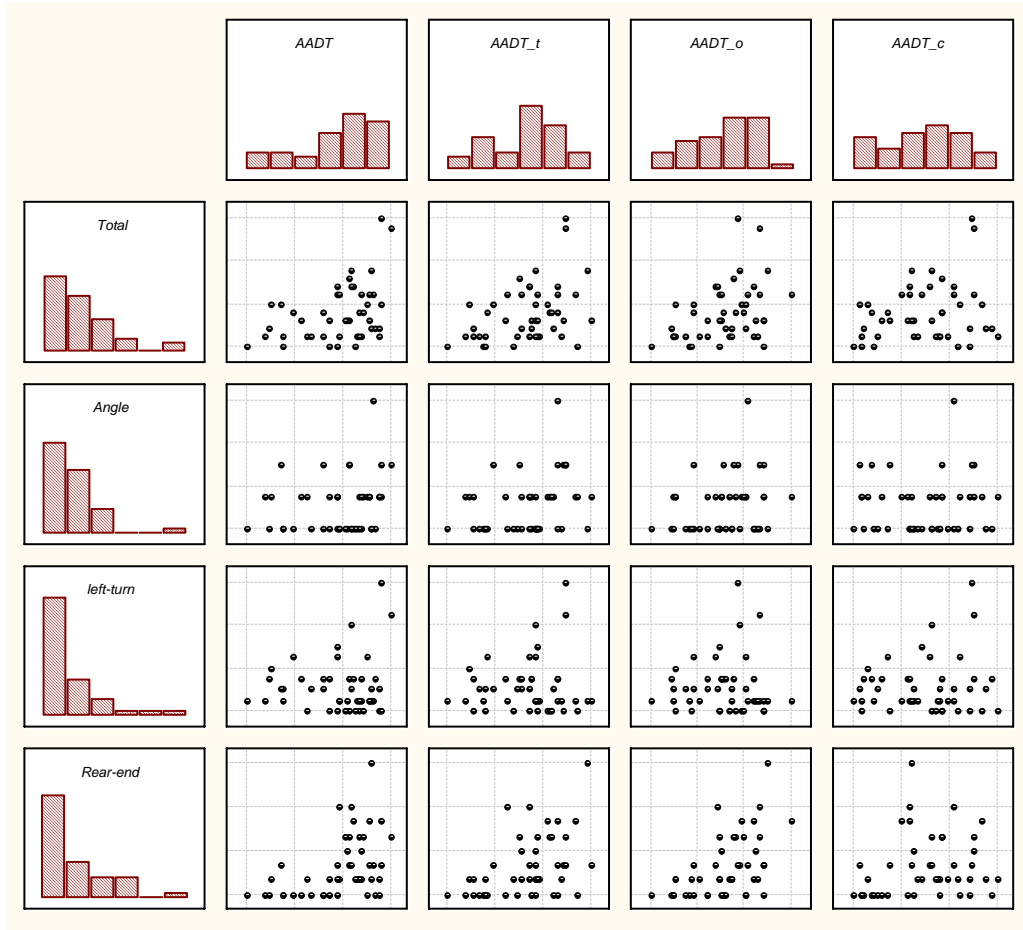 AADT
AADT_t
AADT_o
AADT_c
Total
Angle
left-turn
Rear-end